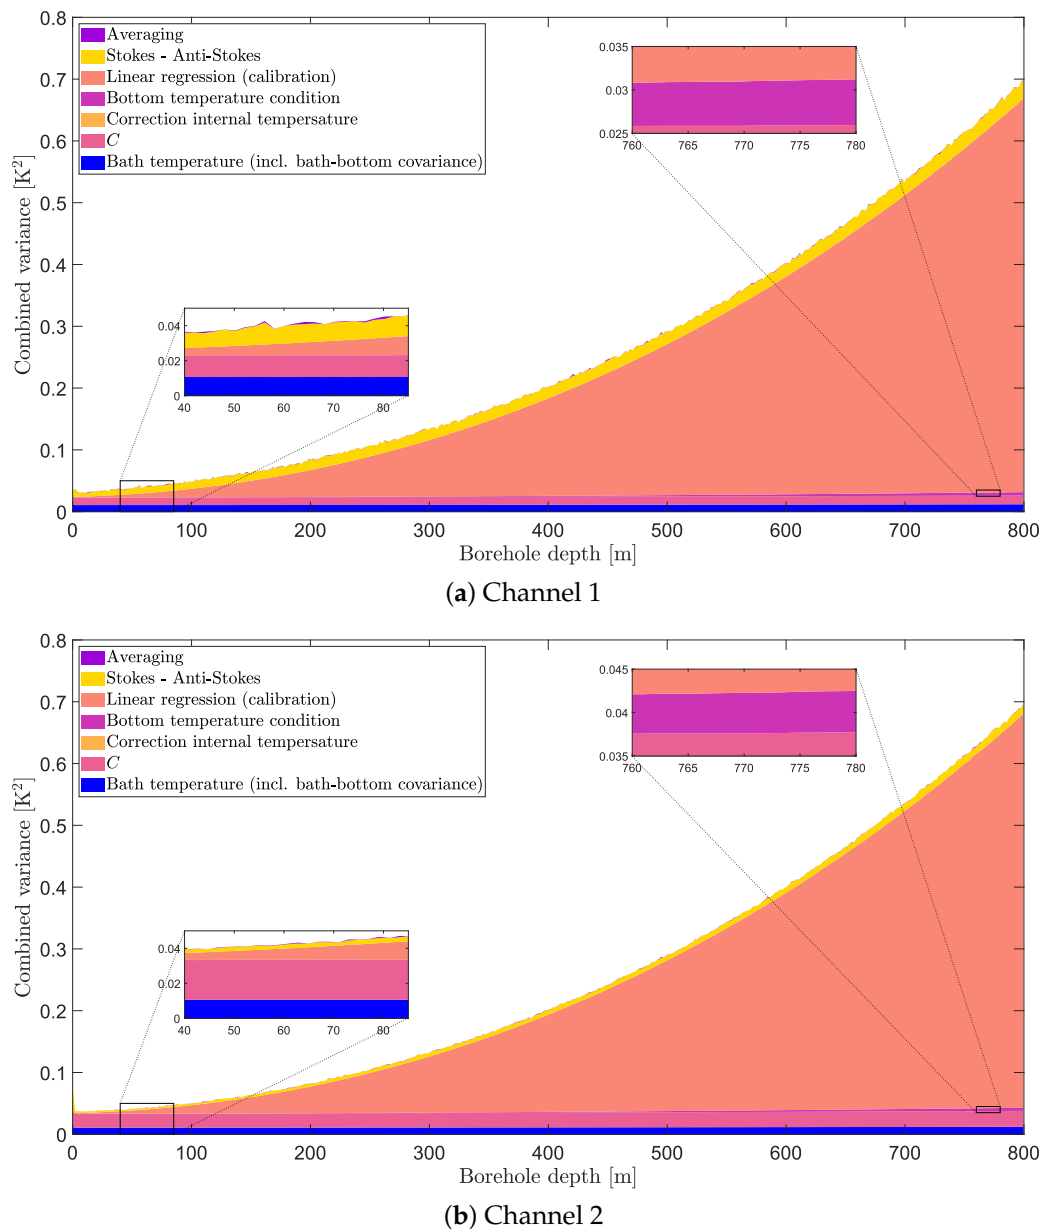 0.8
0.7
0.6
0.5
0.4
0.3
0.2
0.1
0
Combined variance [K²]
Averaging
Stokes - Anti-Stokes
Linear regression (calibration)
Bottom temperature condition
Correction internal tempersature
C
Bath temperature (incl. bath-bottom covariance)
0.035
0.03
0.025
760 765 770 775 780
0.04
0.02
0
40 50 60 70 80
0 100 200 300 400 500 600 700 800
Borehole depth [m]
(a) Channel 1
0.8
0.7
0.6
0.5
0.4
0.3
0.2
0.1
0
Combined variance [K²]
Averaging
Stokes - Anti-Stokes
Linear regression (calibration)
Bottom temperature condition
Correction internal tempersature
C
Bath temperature (incl. bath-bottom covariance)
0.045
0.04
0.035
760 765 770 775 780
0.04
0.02
0
40 50 60 70 80
0 100 200 300 400 500 600 700 800
Borehole depth [m]
(b) Channel 2